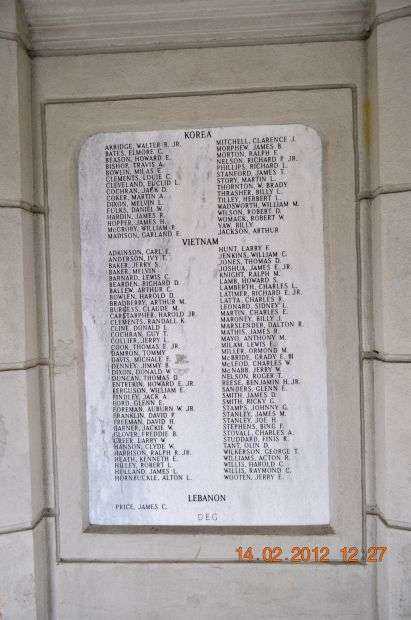 KOREA
AKRIDGE, WALTER B. JR.
BATES, ELMORE C.
BEASON, HOWARD E.
BISHOP, TRAVIS A.
BOWLIN, MILAS E.
CLEMENTS, LOUIE C.
CLEVELAND, EUCLID L.
COCHRAN, JACK D.
COKER, MARTIN A.
DUBOIS, MELVIN L.
FULKS, DANIEL W.
HARDIN, JAMES R.
HOPPER, JAMES H.
McCRORY, WILLIAM P.
MADISON, GARLAND E.
MITCHELL, CLARENCE J.
MORPHEW, JAMES B.
MORTON, RALPH F.
NELSON, RICHARD P. JR.
PHILLIPS, RICHARD L.
STANFORD, JAMES T.
STORY, MARTIN L.
THORNTON, W. BRADY
THRASHER, BILLY L.
TILLEY, HERBERT L.
WADSWORTH, WILLIAM M.
WILSON, ROBERT D.
WOMACK, ROBERT W.
YAW, BILLY
JACKSON, ARTHUR
VIETNAM
ADKINSON, CARL E.
ANDERSON, IVY T.
BAKER, JERRY S.
BAKER, MELVIN
BARNARD, LEWIS C.
BEARDEN, RICHARD D.
BALLEW, ARTHUR C.
BOWLEN, HAROLD D.
BRADBERRY, ARTHUR M.
BURGESS, CLAUDE M.
CARSTARPHEN, HAROLD JR.
CLEMENTS, RANDALL K.
CLINE, DONALD L.
COCHRAN, GUY T.
COLLIER, JERRY L.
COOK, THOMAS E. JR.
DAMRON, TOMMY
DAVIS, MICHALE F.
DENNEY, JIMMY B.
DIXON, DONALD W.
DUNCAN, THOMAS D.
ENTREKIN, HOWARD E. JR.
FERGUSON, WILLIAM E.
FINDLEY, JACK A.
FORD, GLENN E.
FOREMAN, AUBURN W. JR.
FRANKLIN, DAVID F.
FREEMAN, DAVID H.
GARNER, JACKIE W.
GLOVER, FREDDIE B.
GREER, LARRY W.
HANSON, CLYDE W.
HARBISON, RALPH R. JR.
HEATH, KENNETH E.
HILLEY, ROBERT L.
HOLLAND, JAMES L.
HORNBUCKLE, ALTON L.
HUNT, LARRY F.
JENKINS, WILLIAM G.
JONES, THOMAS D.
JOSHUA, JAMES E. JR.
KNIGHT, RALPH M.
LAMB, HOWARD S.
LAMBERTH, CHARLES L.
LATIMER, RICHARD E. JR.
LATTA, CHARLES R.
LEONARD, SIDNEY L.
MARTIN, CHARLES E.
MARONEY, BILLY J.
MARSLENDER, DALTON R.
MATHIS, JAMES R.
MAYO, ANTHONY M.
MILAM, LEWIS E.
MILLER, ORMOND M.
McBRIDE, GRADY E. III
McLEOD, CHARLES W.
McNABB, JERRY W.
NELSON, ROGER T.
REESE, BENJAMIN H. JR.
SANDERS, GLENN E.
SMITH, JAMES D.
SMITH, RICKY G.
STAMPS, JOHNNY G.
STANLEY, JAMES M.
STANLEY, JOE H.
STEPHENS, BING F.
STOVALL, CHARLES A.
STUDDARD, FINIS R.
TANT, OLIN D.
WILKERSON, GEORGE T.
WILLIAMS, ACTON R.
WILLIS, HAROLD C.
WILLIS, RAYMOND C.
WOOTEN, JERRY E.
LEBANON
PRICE, JAMES C.
DEG
14.02.2012 12:27